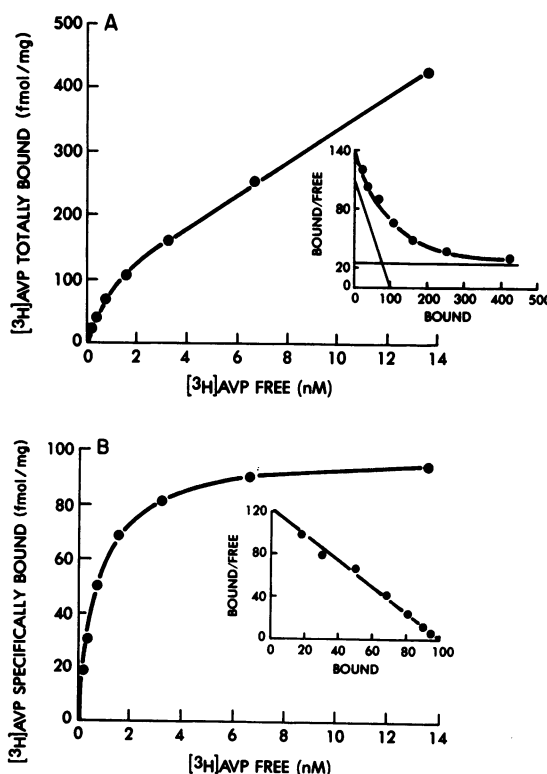 A
[³H]AVP TOTALLY BOUND (fmol/mg)
500
400
300
200
100
0
0 2 4 6 8 10 12 14
[³H]AVP FREE (nM)
BOUND/FREE
140
80
20
0
0 100 200 300 400 500
BOUND
B
[³H]AVP SPECIFICALLY BOUND (fmol/mg)
100
80
60
40
20
0
0 2 4 6 8 10 12 14
[³H]AVP FREE (nM)
BOUND/FREE
120
80
40
0
0 20 40 60 80 100
BOUND